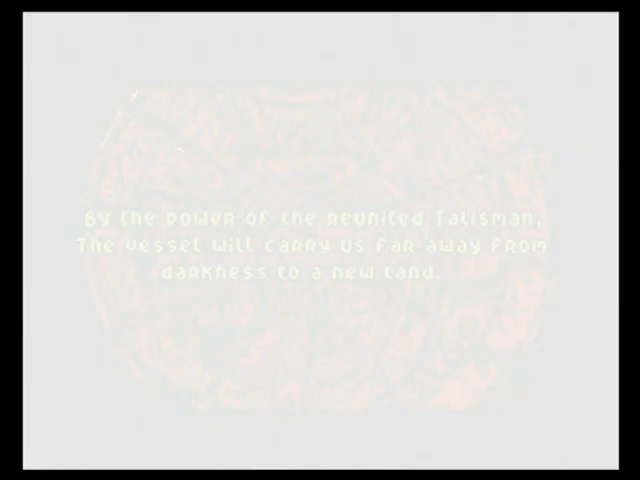 By the power of the reunited Talisman.
The vessel will carry us far away from
darkness to a new land.